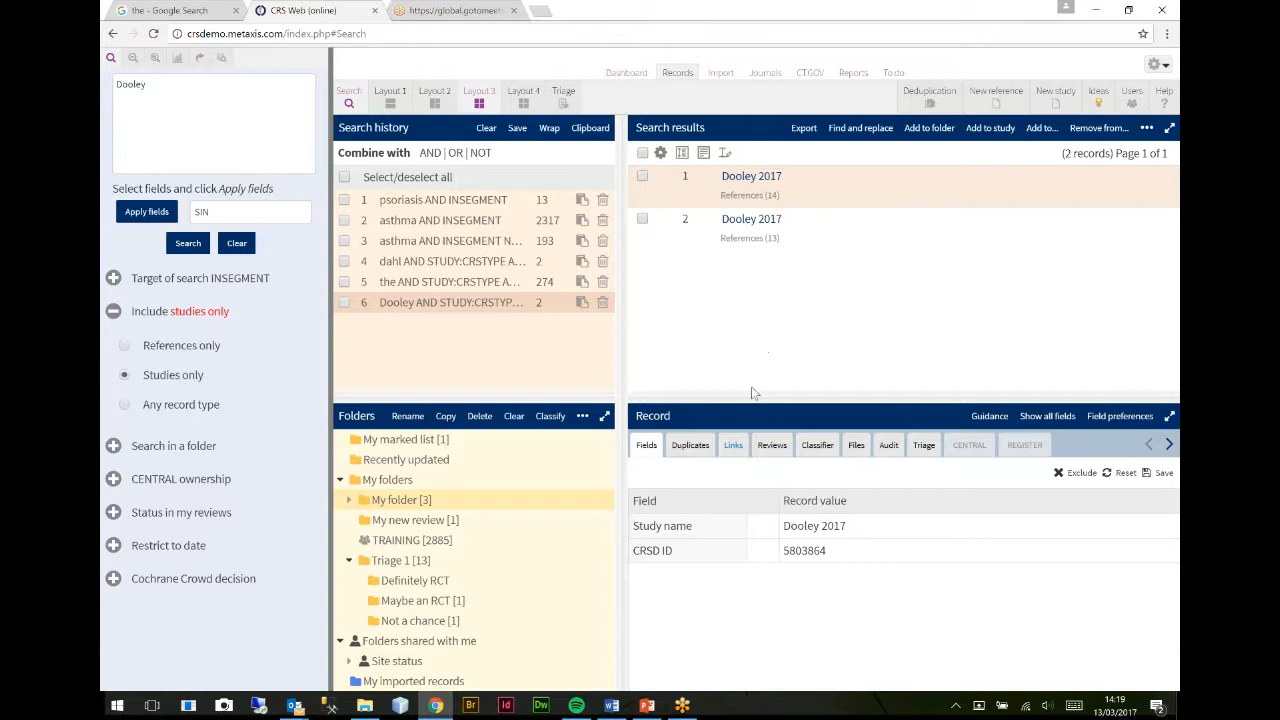 the - Google Search
CRS Web (online)
https://global.gotomeet
crsdemo.metaxis.com/index.php#Search
Dashboard
Records
Import
Journals
CT.GOV
Reports
To do
Search
Layout 1
Layout 2
Layout 3
Layout 4
Triage
Deduplication
New reference
New study
Ideas
Users
Help
Dooley
Select fields and click Apply fields
Apply fields
SIN
Search
Clear
Target of search INSEGMENT
Include studies only
References only
Studies only
Any record type
Search in a folder
CENTRAL ownership
Status in my reviews
Restrict to date
Cochrane Crowd decision
Search history
Clear
Save
Wrap
Clipboard
Combine with AND | OR | NOT
Select/deselect all
1 psoriasis AND INSEGMENT 13
2 asthma AND INSEGMENT 2317
3 asthma AND INSEGMENT N... 193
4 dahl AND STUDY:CRSTYPE A... 2
5 the AND STUDY:CRSTYPE A... 274
6 Dooley AND STUDY:CRSTYP... 2
Search results
Export
Find and replace
Add to folder
Add to study
Add to...
Remove from...
(2 records) Page 1 of 1
1 Dooley 2017
References (14)
2 Dooley 2017
References (13)
Folders
Rename
Copy
Delete
Clear
Classify
My marked list [1]
Recently updated
My folders
My folder [3]
My new review [1]
TRAINING [2885]
Triage 1 [13]
Definitely RCT
Maybe an RCT [1]
Not a chance [1]
Folders shared with me
Site status
My imported records
Record
Guidance
Show all fields
Field preferences
Fields
Duplicates
Links
Reviews
Classifier
Files
Audit
Triage
CENTRAL
REGISTER
Exclude
Reset
Save
Field Record value
Study name Dooley 2017
CRSD ID 5803864
Br
Id
Dw
14:19
13/03/2017
2